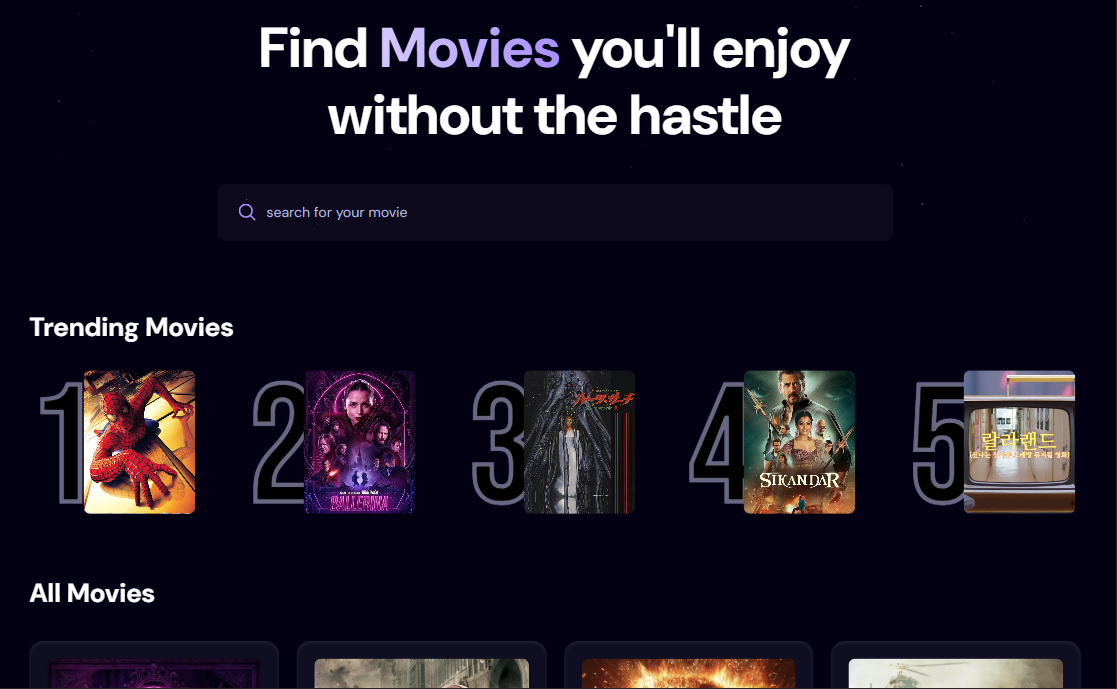 Find Movies you'll enjoy
without the hastle
search for your movie
Trending Movies
1
2
3
4
5
BALLERINA
SIKANDAR
랄라랜드
All Movies